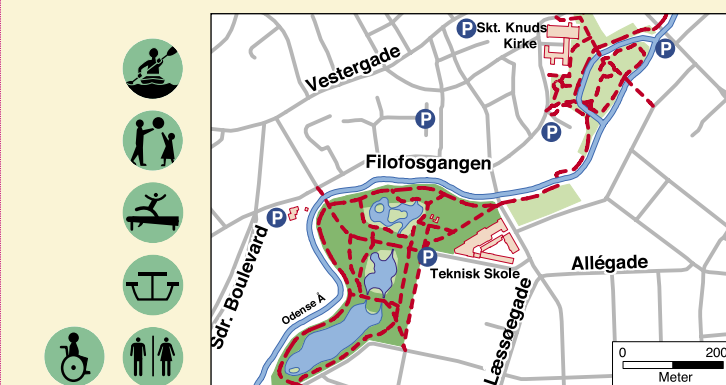 P Skt. Knuds
Kirke
P
Vestergade
P
P
Filofosgangen
P
P
Teknisk Skole
Allégade
Sdr. Boulevard
Odense Å
Læssøegade
0 200
Meter